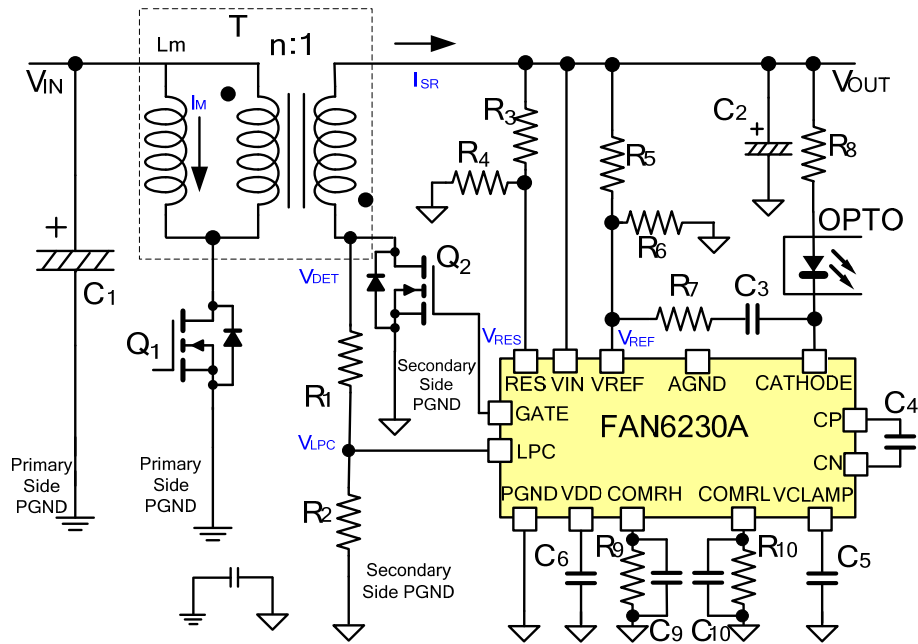 T
Lm
n:1
VIN
IM
ISR
VOUT
R3
C2
R4
R5
R8
OPTO
R6
VDET
Q2
+
+
C1
R7
C3
Q1
VRES
VREF
Secondary
Side
PGND
R1
RES
VIN
VREF
AGND
CATHODE
GATE
FAN6230A
CP
C4
VLPC
LPC
CN
Primary
Side
PGND
Primary
Side
PGND
PGND
VDD
COMRH
COMRL
VCLAMP
R2
C6
R9
R10
C5
Secondary
Side PGND
C9
C10